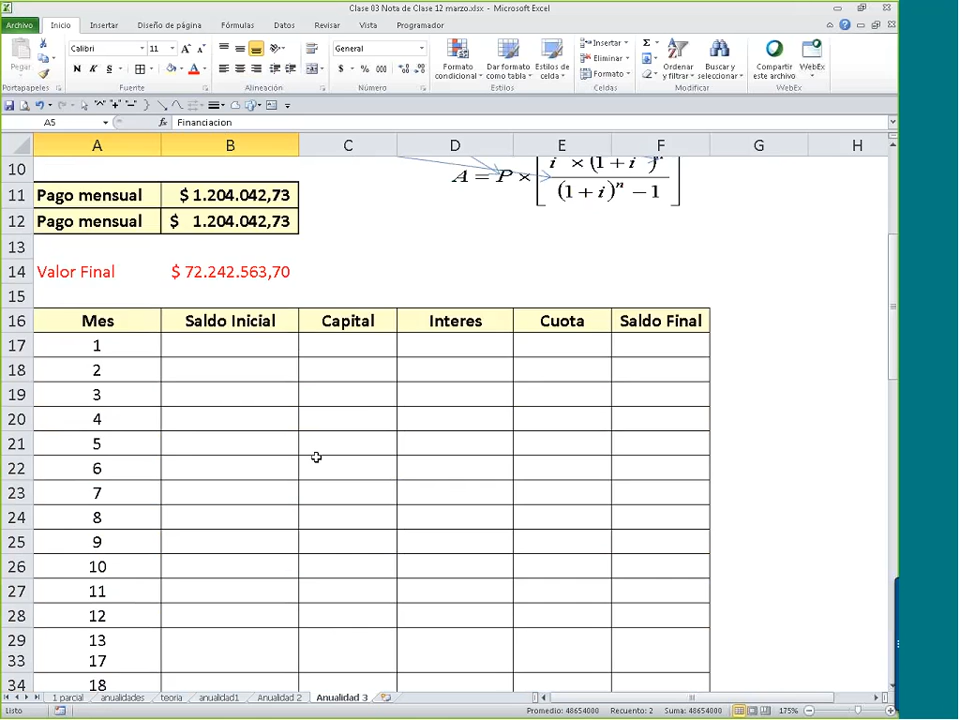 Clase 03 Nota de Clase 12 marzo.xlsx - Microsoft Excel
Archivo Inicio Insertar Diseño de página Fórmulas Datos Revisar Vista Programador
Pegar
Calibri 11
N K S
General
$ % 000
Formato condicional
Dar formato como tabla
Estilos de celda
Insertar
Eliminar
Formato
Σ
Ordenar y filtrar
Buscar y seleccionar
Compartir este archivo
WebEx
Portapapeles Fuente Alineación Número Estilos Celdas Modificar WebEx
A5 fx Financiacion
A B C D E F G H
10 A = P × [ i × (1 + i)^n / (1 + i)^n − 1 ]
11 Pago mensual $ 1.204.042,73
12 Pago mensual $ 1.204.042,73
13
14 Valor Final $ 72.242.563,70
15
16 Mes Saldo Inicial Capital Interes Cuota Saldo Final
17 1
18 2
19 3
20 4
21 5
22 6
23 7
24 8
25 9
26 10
27 11
28 12
29 13
33 17
34 18
1 parcial anualidades teoria anualidad1 Anualidad 2 Anualidad 3
Listo Promedio: 48654000 Recuento: 2 Suma: 48654000 175%